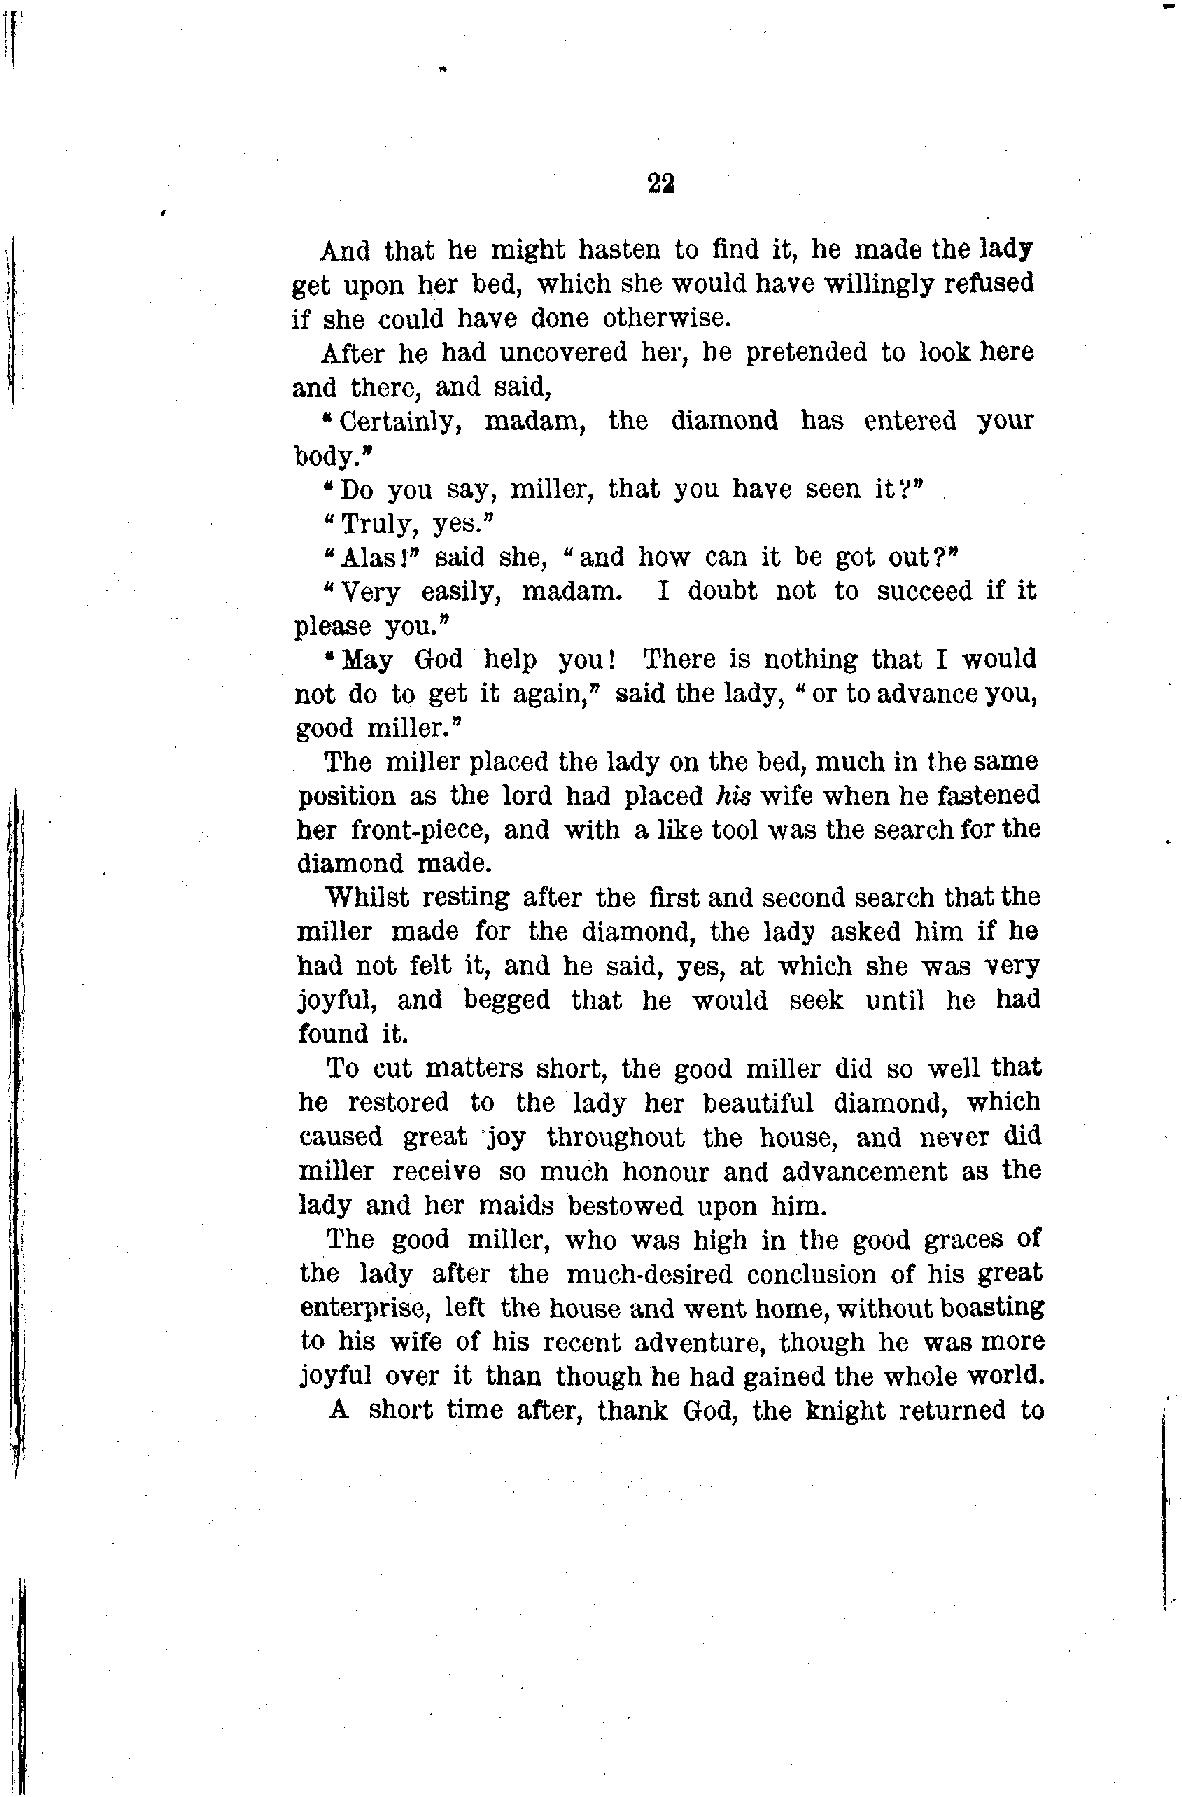 22
And that he might hasten to find it, he made the lady
get upon her bed, which she would have willingly refused
if she could have done otherwise.
After he had uncovered her, he pretended to look here
and there, and said,
"Certainly, madam, the diamond has entered your
body."
"Do you say, miller, that you have seen it?"
"Truly, yes."
"Alas!" said she, "and how can it be got out?"
"Very easily, madam. I doubt not to succeed if it
please you."
"May God help you! There is nothing that I would
not do to get it again," said the lady, "or to advance you,
good miller."
The miller placed the lady on the bed, much in the same
position as the lord had placed his wife when he fastened
her front-piece, and with a like tool was the search for the
diamond made.
Whilst resting after the first and second search that the
miller made for the diamond, the lady asked him if he
had not felt it, and he said, yes, at which she was very
joyful, and begged that he would seek until he had
found it.
To cut matters short, the good miller did so well that
he restored to the lady her beautiful diamond, which
caused great joy throughout the house, and never did
miller receive so much honour and advancement as the
lady and her maids bestowed upon him.
The good miller, who was high in the good graces of
the lady after the much-desired conclusion of his great
enterprise, left the house and went home, without boasting
to his wife of his recent adventure, though he was more
joyful over it than though he had gained the whole world.
A short time after, thank God, the knight returned to